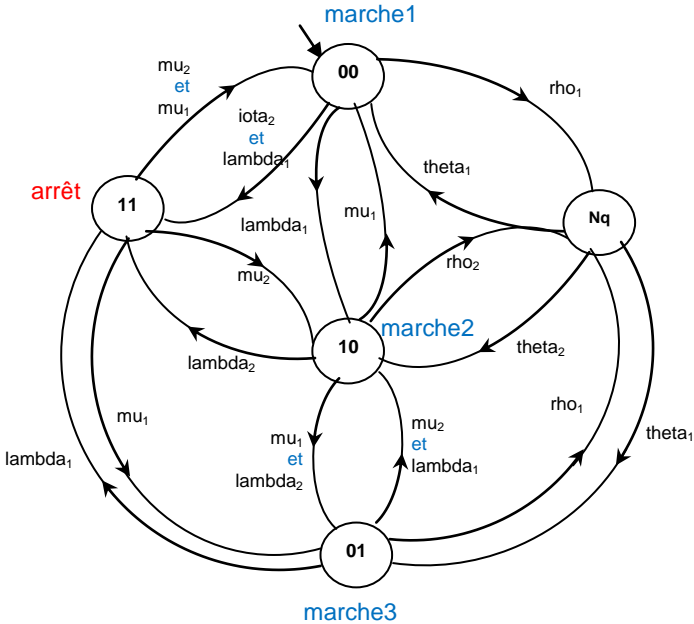 marche1
00
mu₂
et
mu₁
rho₁
iota₂
et
lambda₁
theta₁
arrêt
11
Nq
lambda₁
mu₁
mu₂
rho₂
marche2
10
lambda₂
theta₂
mu₁
rho₁
mu₁
et
lambda₂
mu₂
et
lambda₁
theta₁
lambda₁
01
marche3